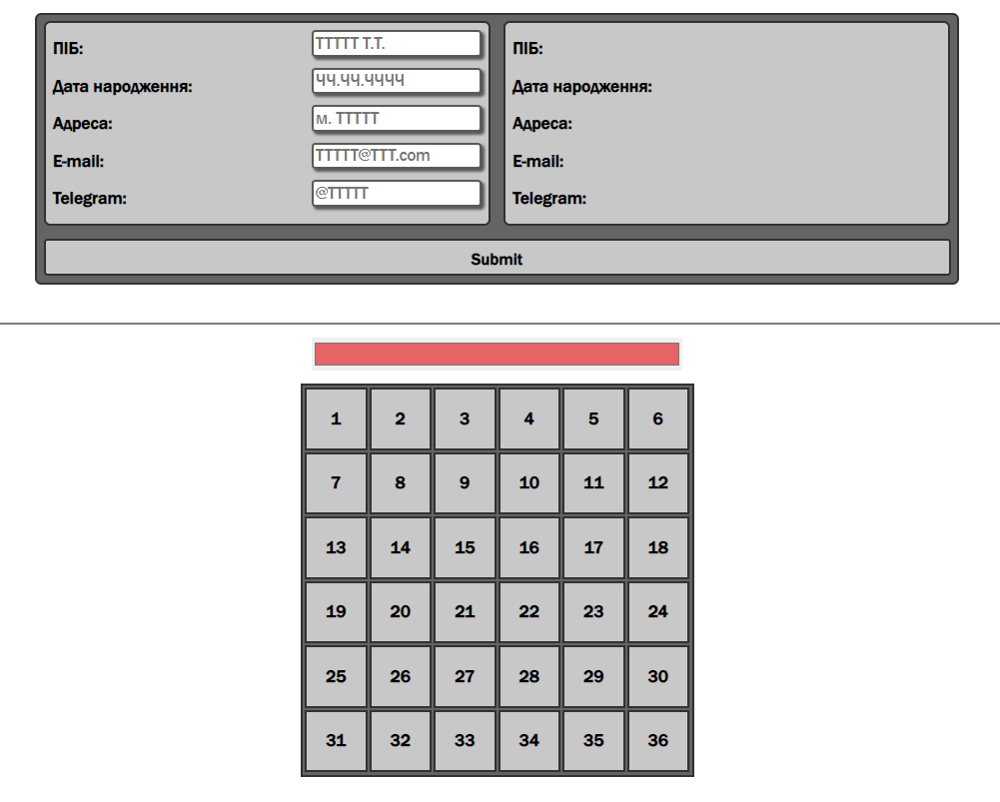 ПІБ: ТТТТТ Т.Т.
Дата народження: ЧЧ.ЧЧ.ЧЧЧЧ
Адреса: м. ТТТТТ
E-mail: ТТТТТ@ТТТ.com
Telegram: @ТТТТТ
ПІБ:
Дата народження:
Адреса:
E-mail:
Telegram:
Submit
1 2 3 4 5 6
7 8 9 10 11 12
13 14 15 16 17 18
19 20 21 22 23 24
25 26 27 28 29 30
31 32 33 34 35 36